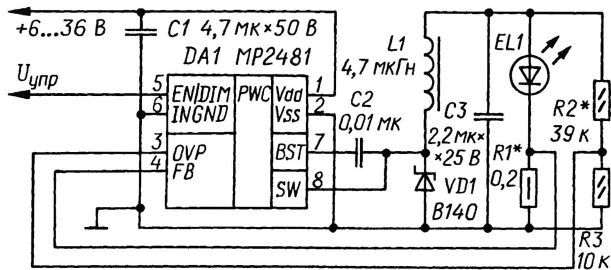 +6...36 В
C1 4,7 мк×50 В
DA1 MP2481
Uупр
5 EN/DIM
6 INGND
3 OVP
4 FB
PWC
Vdd 1
Vss 2
BST 7
SW 8
C2
0,01 мк
L1
4,7 мкГн
C3
2,2 мк×
×25 В
VD1
B140
EL1
R1*
0,2
R2*
39 к
R3
10 к